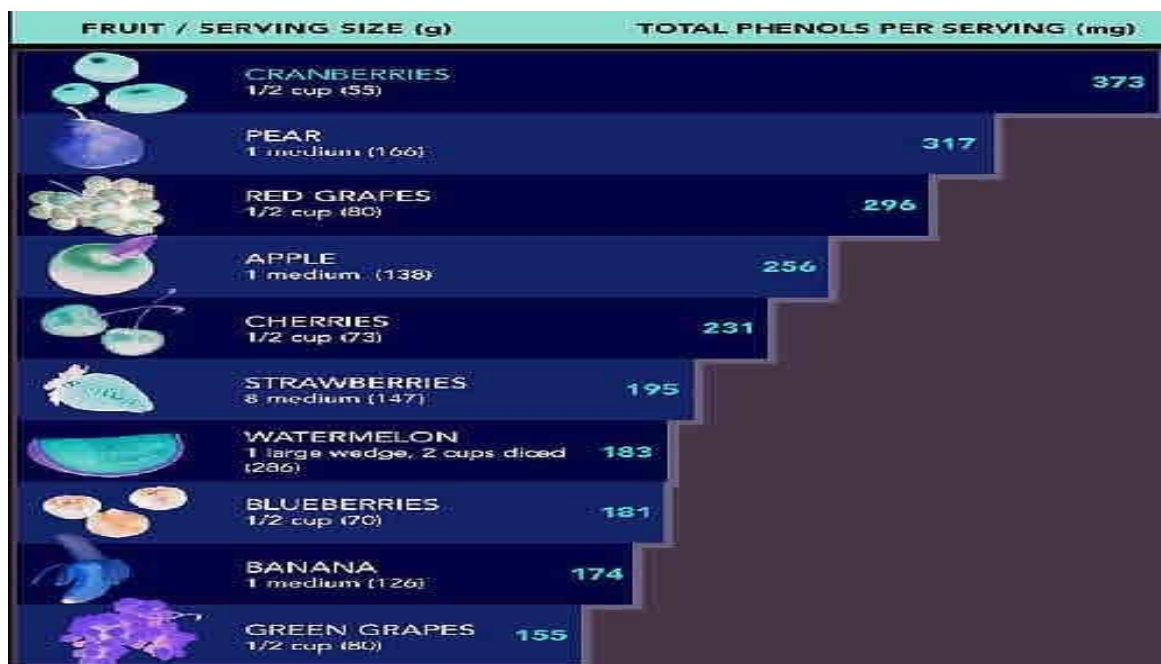 FRUIT / SERVING SIZE (g) TOTAL PHENOLS PER SERVING (mg)
CRANBERRIES
1/2 cup (55)
373
PEAR
1 medium (166)
317
RED GRAPES
1/2 cup (80)
296
APPLE
1 medium (138)
256
CHERRIES
1/2 cup (73)
231
STRAWBERRIES
8 medium (147)
195
WATERMELON
1 large wedge, 2 cups diced
(286)
183
BLUEBERRIES
1/2 cup (70)
181
BANANA
1 medium (126)
174
GREEN GRAPES
1/2 cup (80)
155